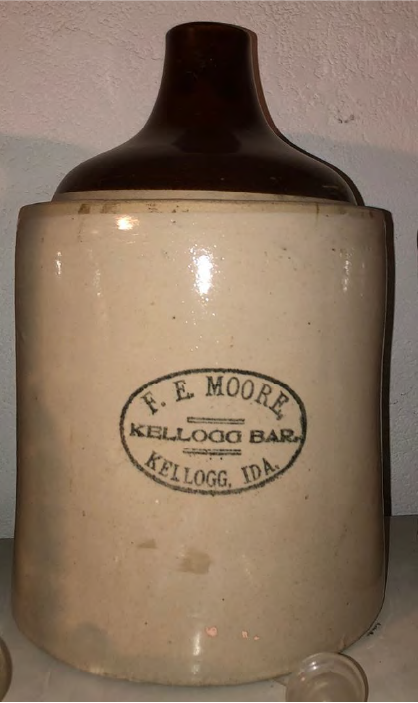 F. E. MOORE,
KELLOGG BAR,
KELLOGG, IDA.